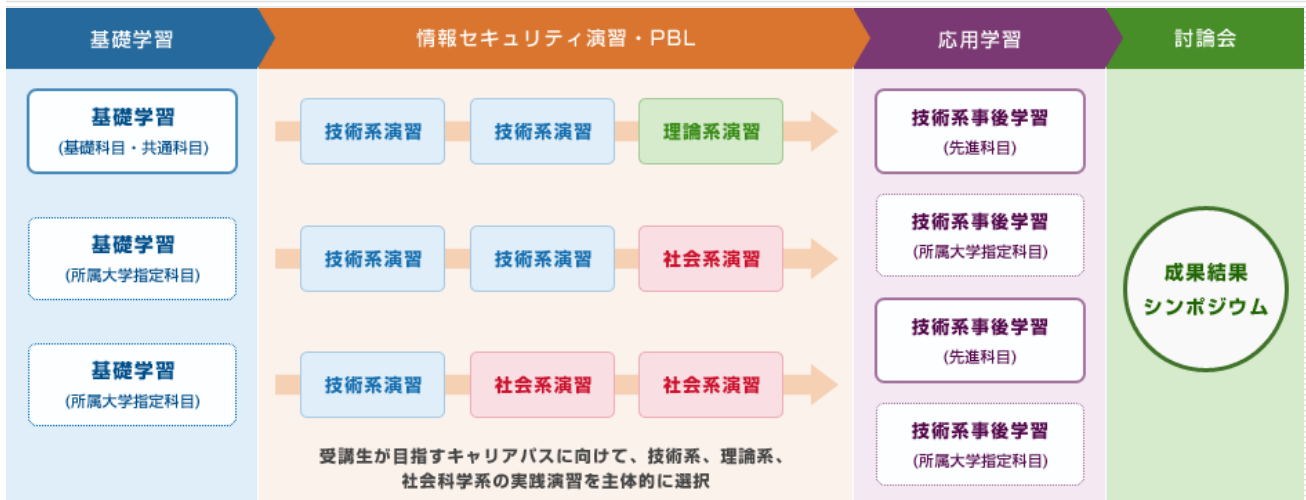 基礎学習
情報セキュリティ演習・PBL
応用学習
討論会
基礎学習
(基礎科目・共通科目)
基礎学習
(所属大学指定科目)
基礎学習
(所属大学指定科目)
技術系演習
技術系演習
理論系演習
技術系演習
技術系演習
社会系演習
技術系演習
社会系演習
社会系演習
受講生が目指すキャリアパスに向けて、技術系、理論系、
社会科学系の実践演習を主体的に選択
技術系事後学習
(先進科目)
技術系事後学習
(所属大学指定科目)
技術系事後学習
(先進科目)
技術系事後学習
(所属大学指定科目)
成果結果
シンポジウム